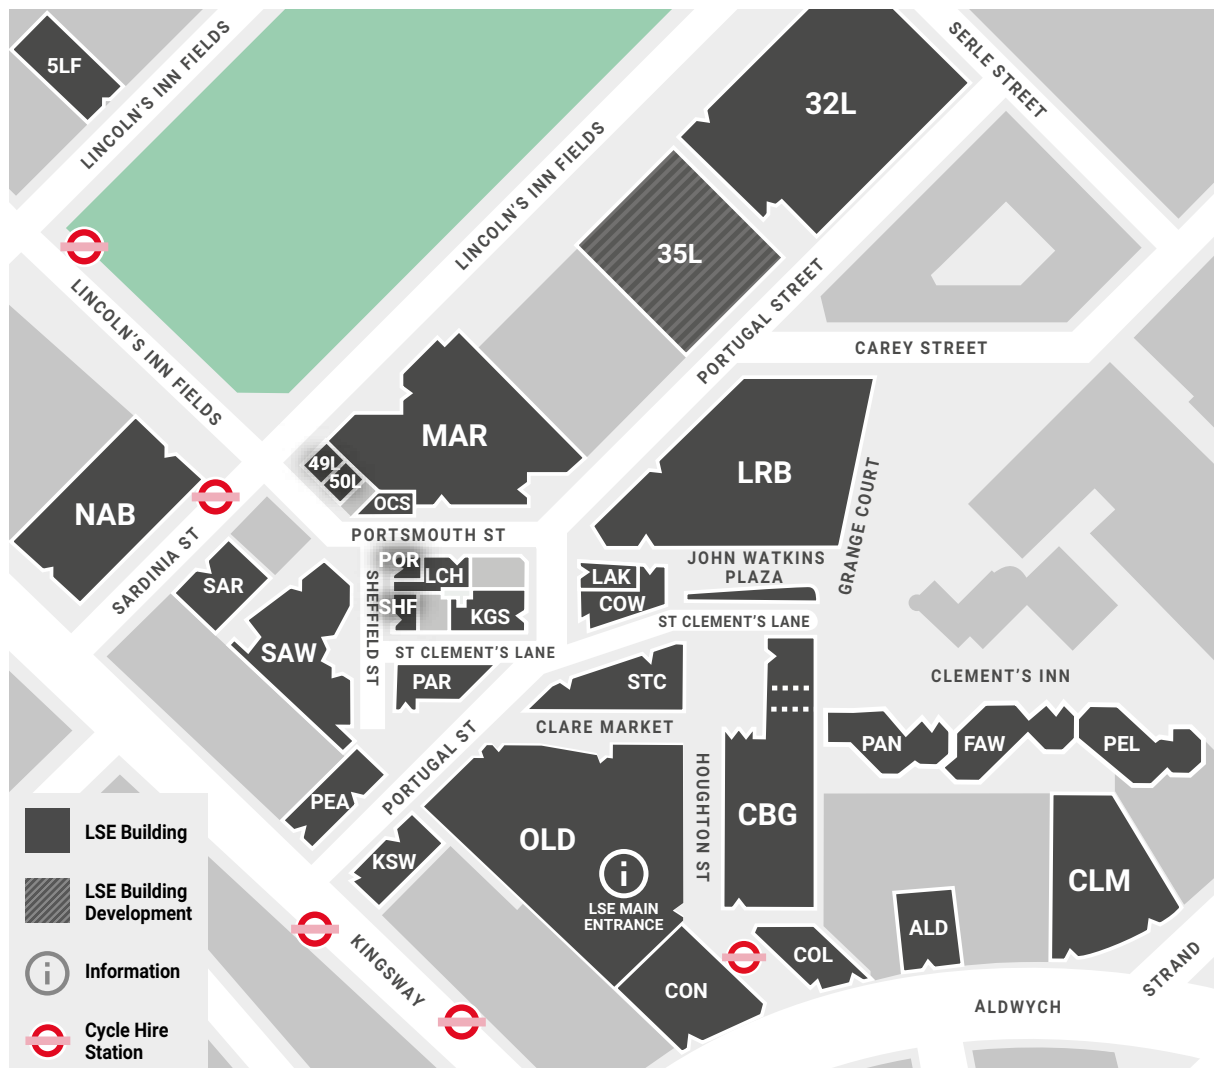 5LF
LINCOLN'S INN FIELDS
SERLE STREET
32L
LINCOLN'S INN FIELDS
35L
PORTUGAL STREET
LINCOLN'S INN FIELDS
CAREY STREET
MAR
49L
50L
OCS
LRB
NAB
GRANGE COURT
PORTSMOUTH ST
SARDINIA ST
SAR
POR
LCH
SHF
KGS
SHEFFIELD ST
LAK
COW
JOHN WATKINS
PLAZA
ST CLEMENT'S LANE
SAW
ST CLEMENT'S LANE
PAR
STC
CLEMENT'S INN
CLARE MARKET
PORTUGAL ST
PAN
FAW
PEL
HOUGHTON ST
PEA
OLD
CBG
KSW
LSE MAIN
ENTRANCE
CLM
ALD
COL
CON
KINGSWAY
STRAND
ALDWYCH
LSE Building
LSE Building
Development
Information
Cycle Hire
Station